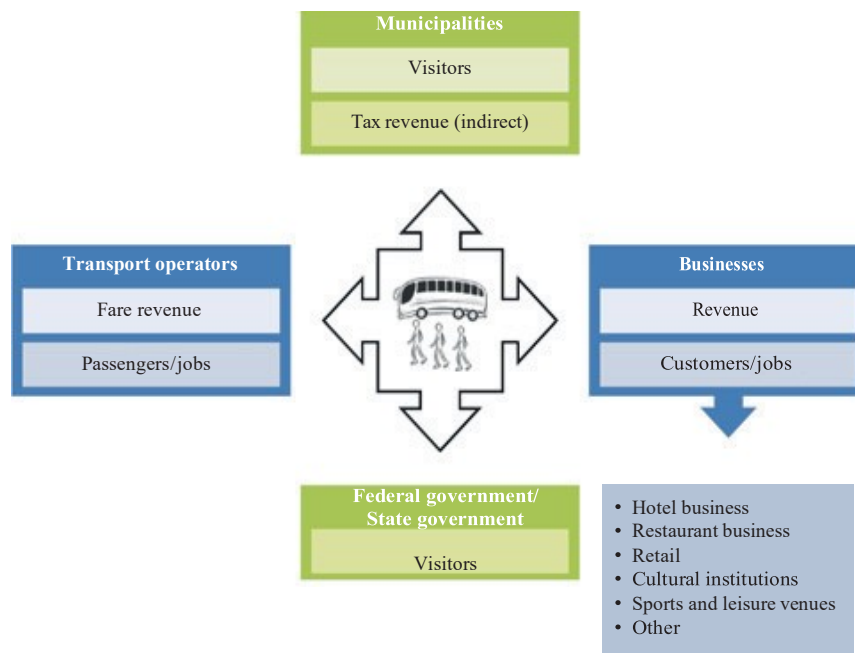 Municipalities
Visitors
Tax revenue (indirect)
Transport operators
Fare revenue
Passengers/jobs
Businesses
Revenue
Customers/jobs
Federal government/
State government
Visitors
• Hotel business
• Restaurant business
• Retail
• Cultural institutions
• Sports and leisure venues
• Other